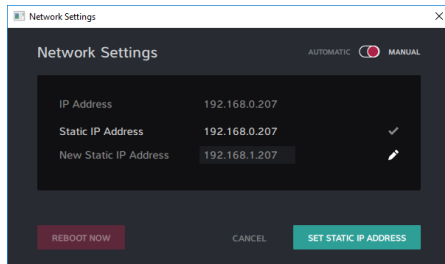 Network Settings
Network Settings
AUTOMATIC MANUAL
IP Address 192.168.0.207
Static IP Address 192.168.0.207
New Static IP Address 192.168.1.207
REBOOT NOW CANCEL SET STATIC IP ADDRESS